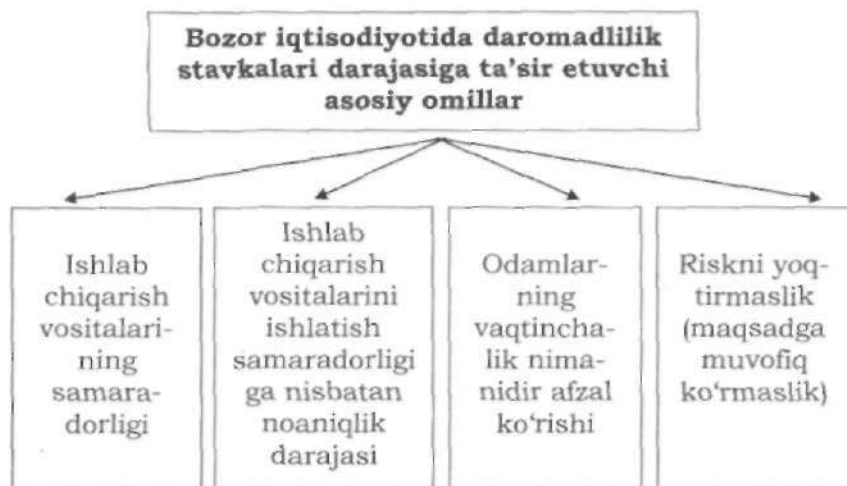 Bozor iqtisodiyotida daromadlilik
stavkalari darajasiga ta'sir etuvchi
asosiy omillar
Ishlab
chiqarish
vositalari-
ning
samara-
dorligi
Ishlab
chiqarish
vositalarini
ishlatish
samaradorligi
ga nisbatan
noaniqlik
darajasi
Odamlar-
ning
vaqtincha-
lik nima-
nidir afzal
ko'rishi
Riskni yoq-
tirmaslik
(maqsadga
muvofiq
ko'rmaslik)